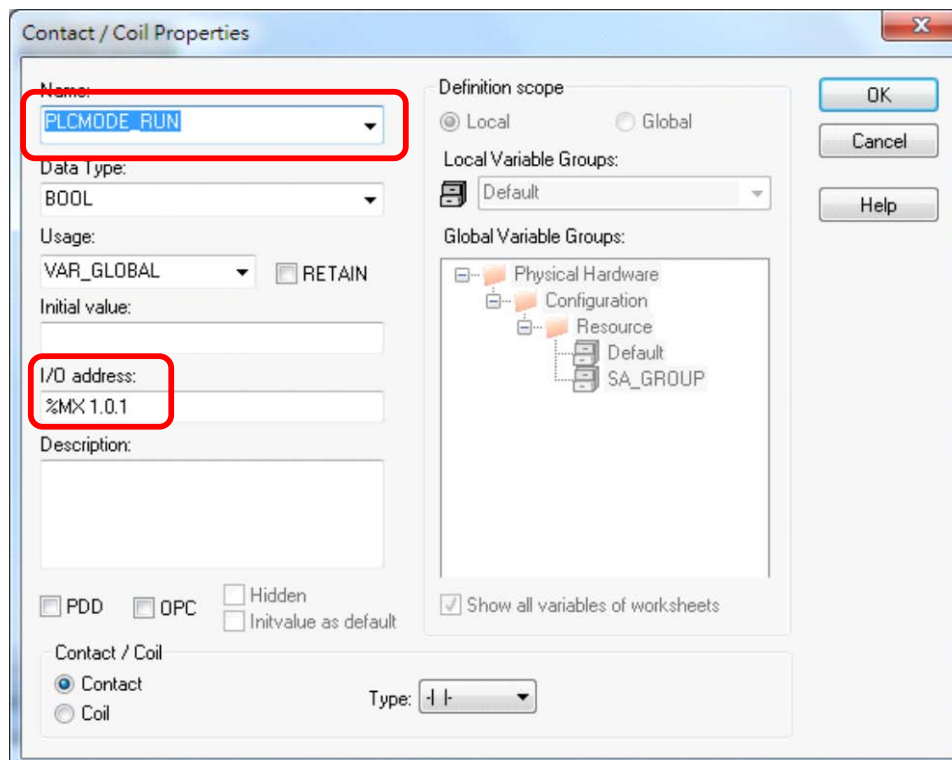 Contact / Coil Properties
Name:
PLCMODE_RUN
Data Type:
BOOL
Usage:
VAR_GLOBAL
RETAIN
Initial value:
I/O address:
%MX 1.0.1
Description:
PDD
OPC
Hidden
Initvalue as default
Definition scope
Local
Global
Local Variable Groups:
Default
Global Variable Groups:
Physical Hardware
Configuration
Resource
Default
SA_GROUP
Show all variables of worksheets
OK
Cancel
Help
Contact / Coil
Contact
Coil
Type:
-| |-